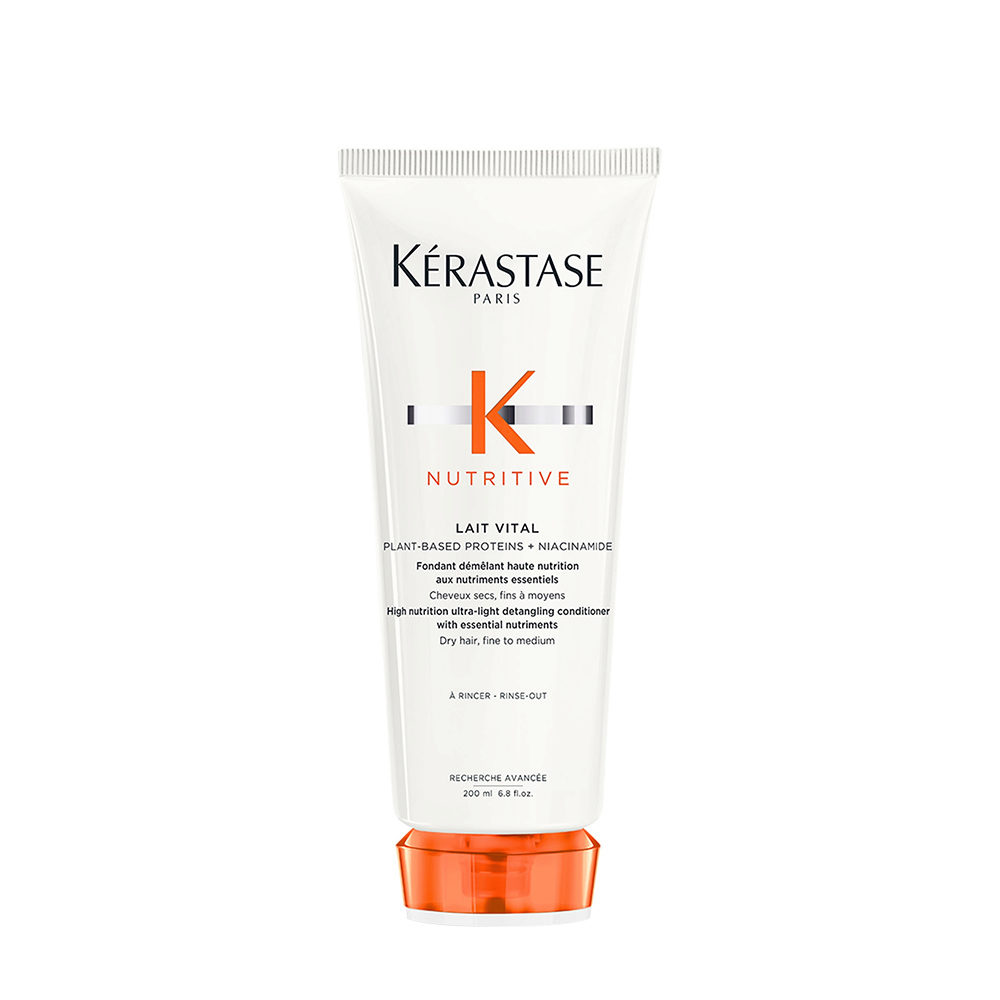 KÉRASTASE
PARIS
K
NUTRITIVE
LAIT VITAL
PLANT-BASED PROTEINS + NIACINAMIDE
Fondant démêlant haute nutrition
aux nutriments essentiels
Cheveux secs, fins à moyens
High nutrition ultra-light detangling conditioner
with essential nutriments
Dry hair, fine to medium
À RINCER - RINSE-OUT
RECHERCHE AVANCÉE
200 ml 6.8 fl.oz.